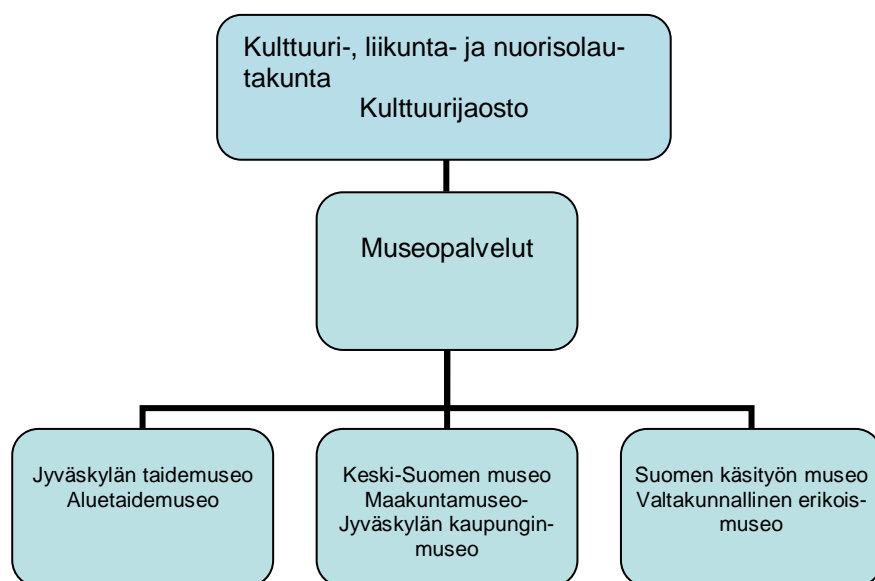 Kulttuuri-, liikunta- ja nuorisolau-
takunta
Kulttuurijaosto
Museopalvelut
Jyväskylän taidemuseo
Aluetaidemuseo
Keski-Suomen museo
Maakuntamuseo-
Jyväskylän kaupungin-
museo
Suomen käsityön museo
Valtakunnallinen erikois-
museo